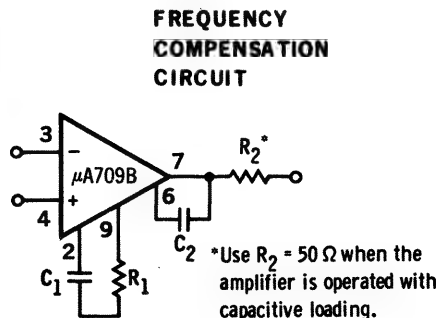 FREQUENCY
COMPENSATION
CIRCUIT
3
−
μA709B
+
4
7
6
9
2
R2*
C2
C1
R1
*Use R2 = 50 Ω when the
amplifier is operated with
capacitive loading.